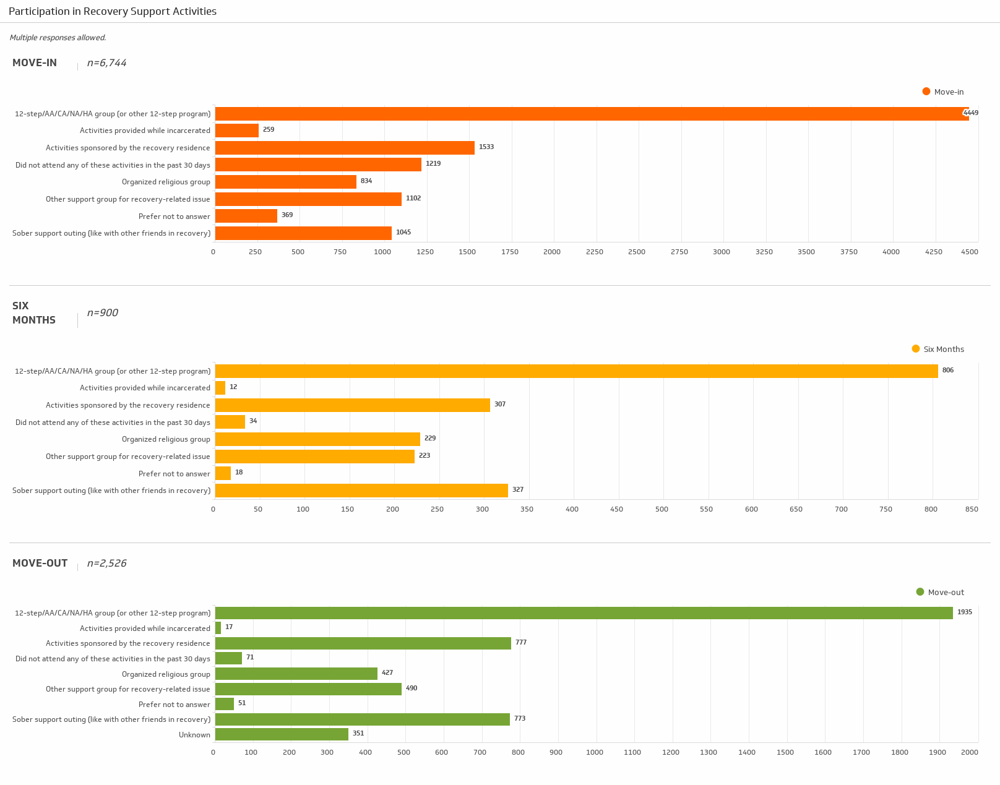 Participation in Recovery Support Activities
Multiple responses allowed.
MOVE-IN n=6,744
Move-in
12-step/AA/CA/NA/HA group (or other 12-step program) 4449
Activities provided while incarcerated 259
Activities sponsored by the recovery residence 1533
Did not attend any of these activities in the past 30 days 1219
Organized religious group 834
Other support group for recovery-related issue 1102
Prefer not to answer 369
Sober support outing (like with other friends in recovery) 1045
0 250 500 750 1000 1250 1500 1750 2000 2250 2500 2750 3000 3250 3500 3750 4000 4250 4500
SIX
MONTHS
n=900
Six Months
12-step/AA/CA/NA/HA group (or other 12-step program) 806
Activities provided while incarcerated 12
Activities sponsored by the recovery residence 307
Did not attend any of these activities in the past 30 days 34
Organized religious group 229
Other support group for recovery-related issue 223
Prefer not to answer 18
Sober support outing (like with other friends in recovery) 327
0 50 100 150 200 250 300 350 400 450 500 550 600 650 700 750 800 850
MOVE-OUT n=2,526
Move-out
12-step/AA/CA/NA/HA group (or other 12-step program) 1935
Activities provided while incarcerated 17
Activities sponsored by the recovery residence 777
Did not attend any of these activities in the past 30 days 71
Organized religious group 427
Other support group for recovery-related issue 490
Prefer not to answer 51
Sober support outing (like with other friends in recovery) 773
Unknown 351
0 100 200 300 400 500 600 700 800 900 1000 1100 1200 1300 1400 1500 1600 1700 1800 1900 2000